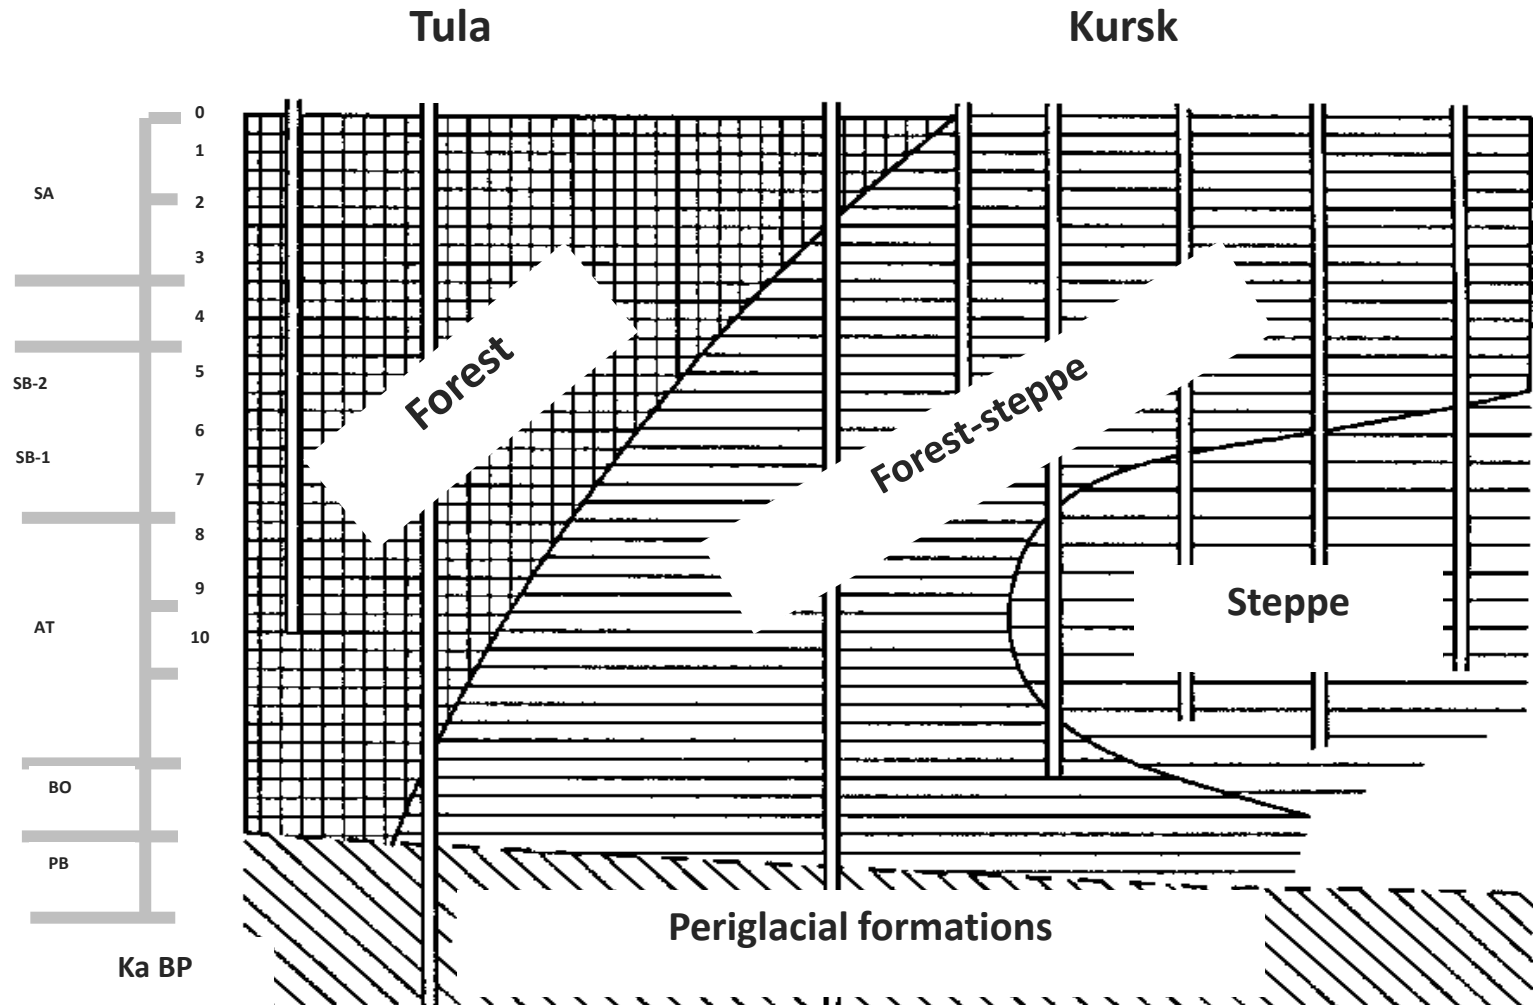 Tula
Kursk
0
1
SA
2
3
4
5
SB-2
6
SB-1
7
8
9
AT
10
BO
PB
Ka BP
Forest
Forest-steppe
Steppe
Periglacial formations